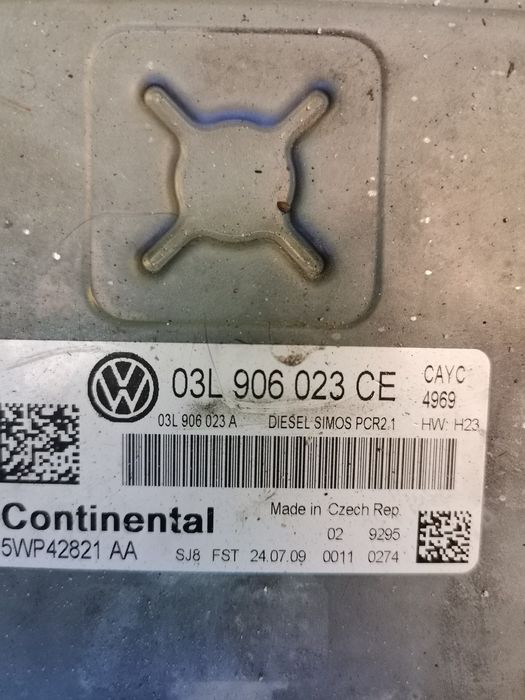 VW 03L 906 023 CE CAYC
4969
03L 906 023 A DIESEL SIMOS PCR2.1 HW: H23
Continental Made in Czech Rep.
02 9295
5WP42821 AA SJ8 FST 24.07.09 0011 0274